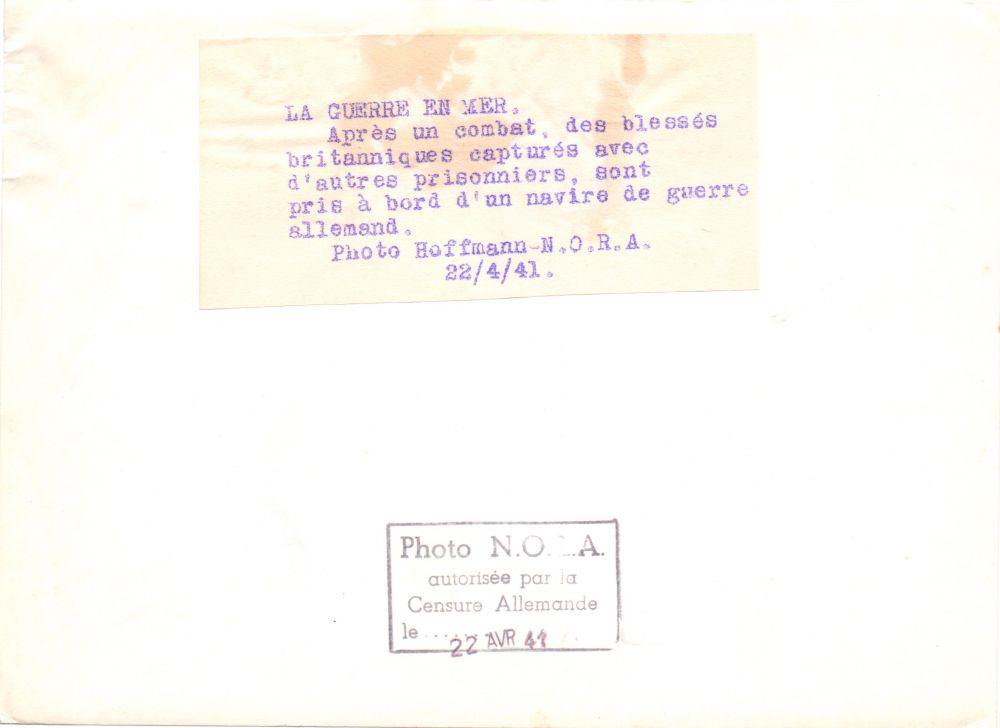 LA GUERRE EN MER.
Après un combat, des blessés
britanniques capturés avec
d'autres prisonniers, sont
pris à bord d'un navire de guerre
allemand.
Photo Hoffmann-N.O.R.A.
22/4/41.
Photo N.O. .A.
autorisée par la
Censure Allemande
le ........ 22 AVR 41